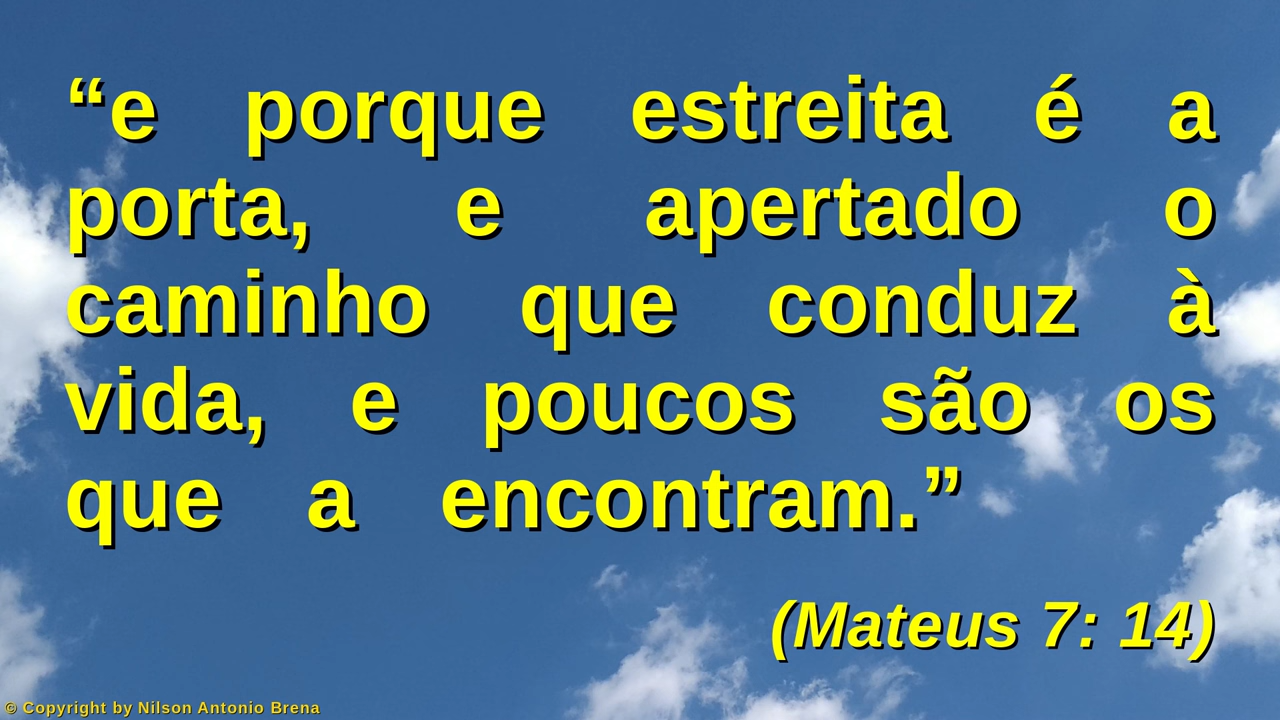 “e porque estreita é a
porta, e apertado o
caminho que conduz à
vida, e poucos são os
que a encontram.”
(Mateus 7: 14)
© Copyright by Nilson Antonio Brena